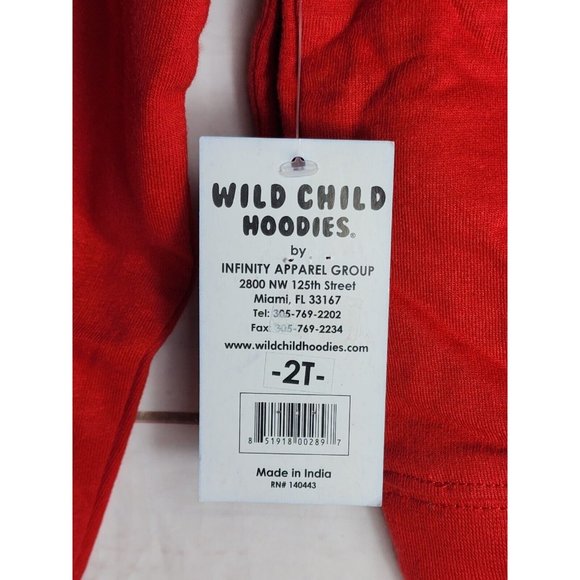 WILD CHILD
HOODIES®
by
INFINITY APPAREL GROUP
2800 NW 125th Street
Miami, FL 33167
Tel: 305-769-2202
Fax: 305-769-2234
www.wildchildhoodies.com
-2T-
8 51918 00289 7
Made in India
RN# 140443